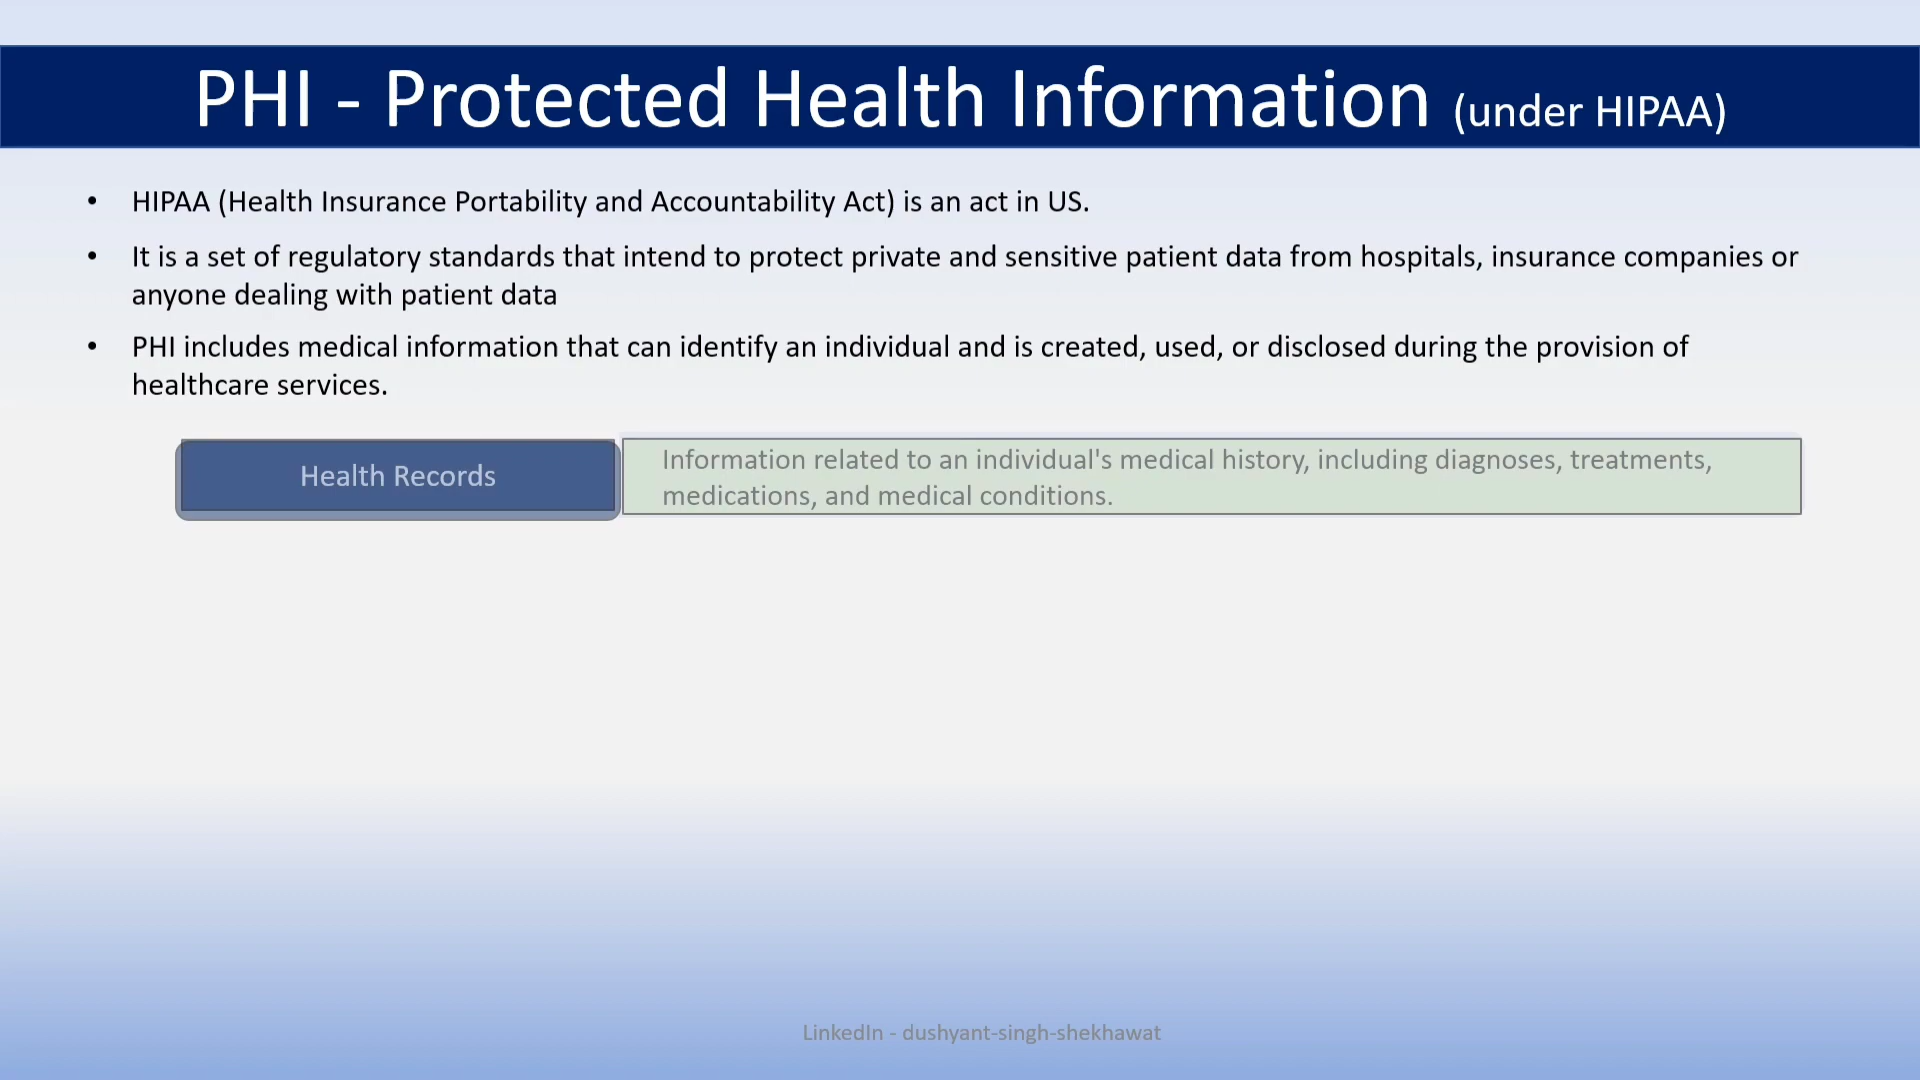 PHI - Protected Health Information (under HIPAA)
• HIPAA (Health Insurance Portability and Accountability Act) is an act in US.
• It is a set of regulatory standards that intend to protect private and sensitive patient data from hospitals, insurance companies or
anyone dealing with patient data
• PHI includes medical information that can identify an individual and is created, used, or disclosed during the provision of
healthcare services.
Health Records
Information related to an individual's medical history, including diagnoses, treatments,
medications, and medical conditions.
LinkedIn - dushyant-singh-shekhawat